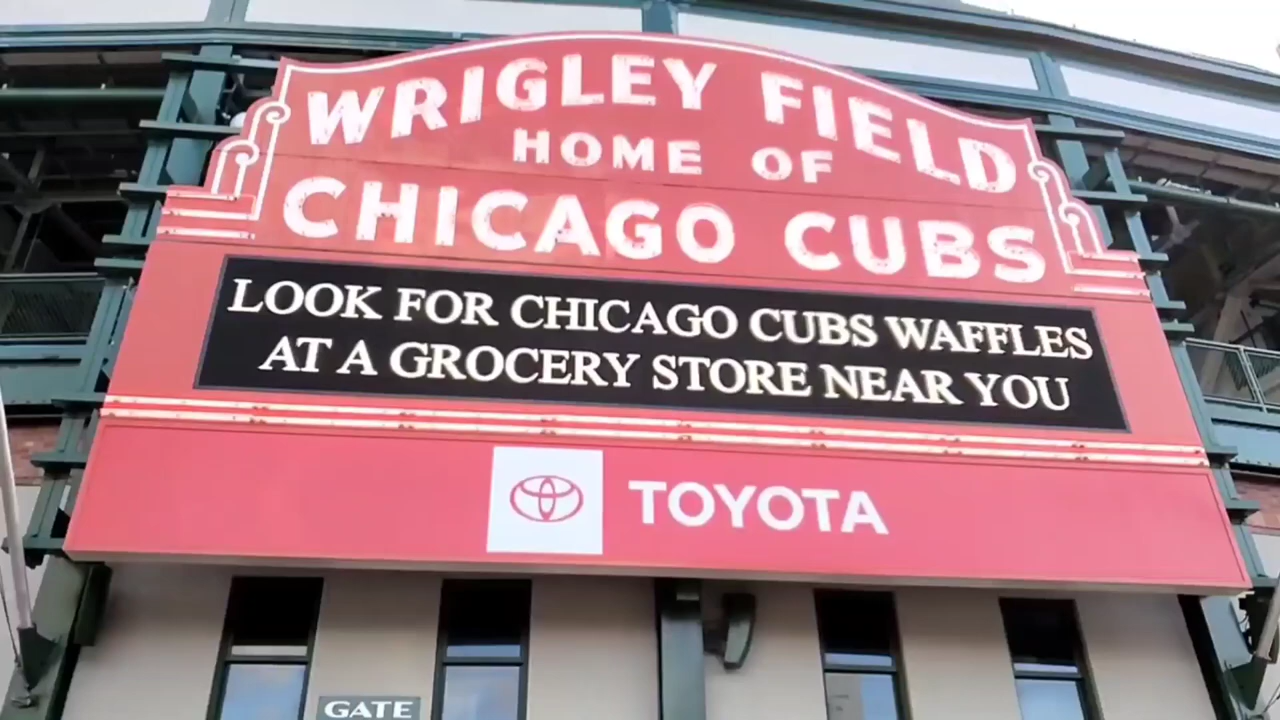 WRIGLEY FIELD
HOME OF
CHICAGO CUBS
LOOK FOR CHICAGO CUBS WAFFLES
AT A GROCERY STORE NEAR YOU
TOYOTA
GATE